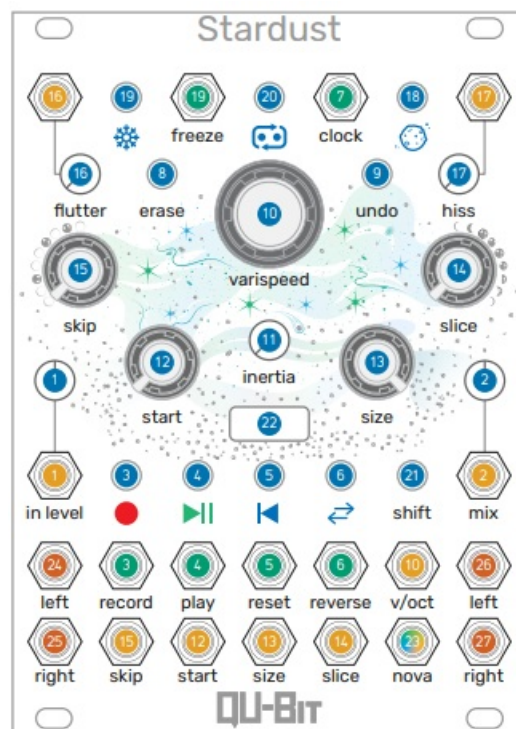 Stardust
16 19 19 20 7 18 17
freeze clock
16 8 10 9 17
flutter erase undo hiss
15 varispeed 14
skip 11 slice
12 inertia 13
1 start size 2
22
1 3 4 5 6 21 2
in level shift mix
24 3 4 5 6 10 26
left record play reset reverse v/oct left
25 15 12 13 14 23 27
right skip start size slice nova right
QU-BIT